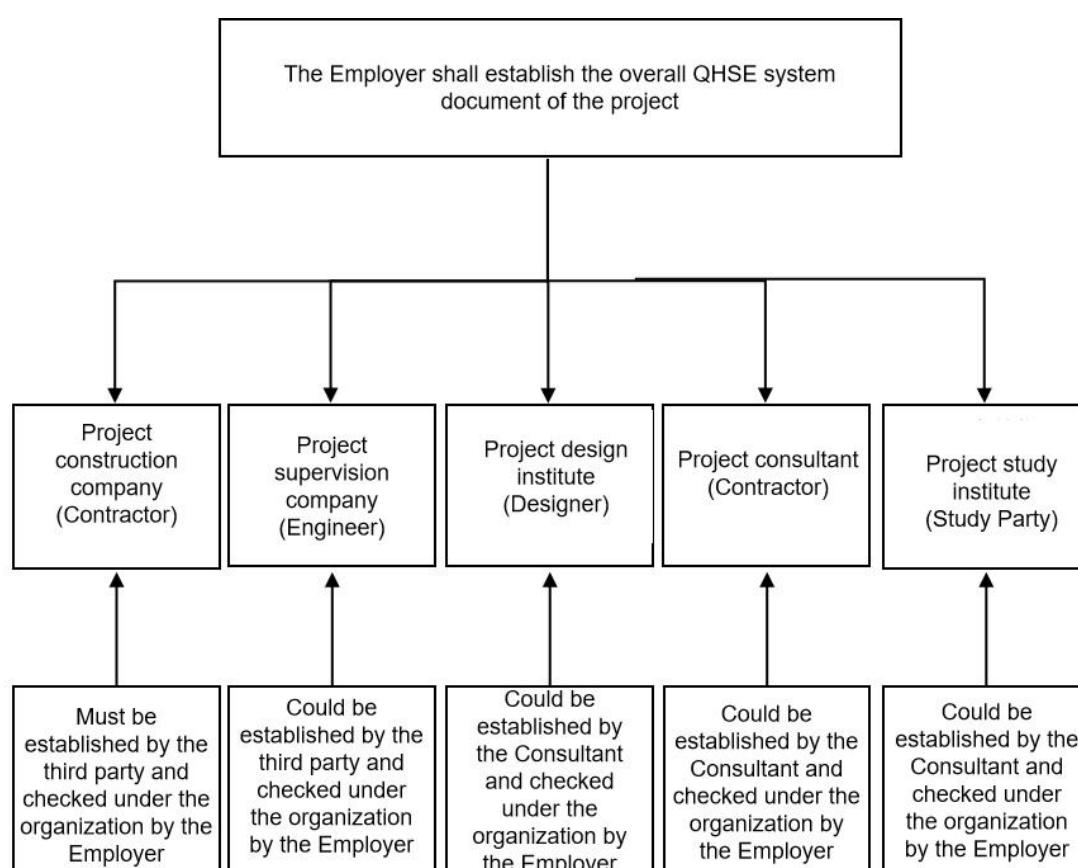 The Employer shall establish the overall QHSE system
document of the project
Project
construction
company
(Contractor)
Project
supervision
company
(Engineer)
Project design
institute
(Designer)
Project consultant
(Contractor)
Project study
institute
(Study Party)
Must be
established by the
third party and
checked under the
organization by the
Employer
Could be
established by the
third party and
checked under
the organization
by the Employer
Could be
established by
the Consultant
and checked
under the
organization by
the Employer
Could be
established by the
Consultant and
checked under the
organization by
the Employer
Could be
established by the
Consultant and
checked under
the organization
by the Employer